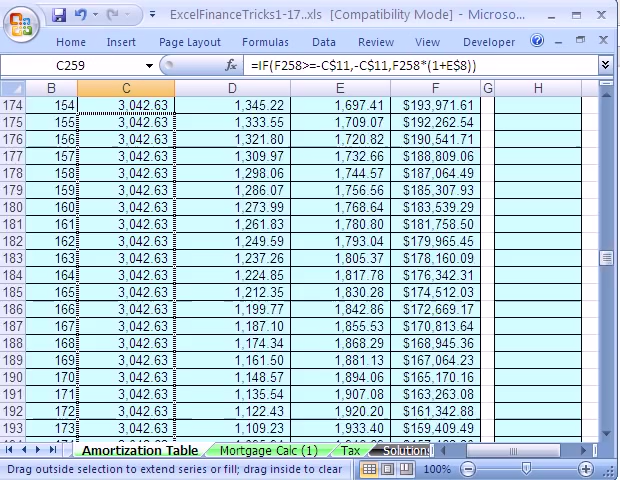 ExcelFinanceTricks1-17..xls [Compatibility Mode] - Microso...
Home Insert Page Layout Formulas Data Review View Developer
C259 fx =IF(F258>=-C$11,-C$11,F258*(1+E$8))
B C D E F G H
174 154 3,042.63 1,345.22 1,697.41 $193,971.61
175 155 3,042.63 1,333.55 1,709.07 $192,262.54
176 156 3,042.63 1,321.80 1,720.82 $190,541.71
177 157 3,042.63 1,309.97 1,732.66 $188,809.06
178 158 3,042.63 1,298.06 1,744.57 $187,064.49
179 159 3,042.63 1,286.07 1,756.56 $185,307.93
180 160 3,042.63 1,273.99 1,768.64 $183,539.29
181 161 3,042.63 1,261.83 1,780.80 $181,758.50
182 162 3,042.63 1,249.59 1,793.04 $179,965.45
183 163 3,042.63 1,237.26 1,805.37 $178,160.09
184 164 3,042.63 1,224.85 1,817.78 $176,342.31
185 165 3,042.63 1,212.35 1,830.28 $174,512.03
186 166 3,042.63 1,199.77 1,842.86 $172,669.17
187 167 3,042.63 1,187.10 1,855.53 $170,813.64
188 168 3,042.63 1,174.34 1,868.29 $168,945.36
189 169 3,042.63 1,161.50 1,881.13 $167,064.23
190 170 3,042.63 1,148.57 1,894.06 $165,170.16
191 171 3,042.63 1,135.54 1,907.08 $163,263.08
192 172 3,042.63 1,122.43 1,920.20 $161,342.88
193 173 3,042.63 1,109.23 1,933.40 $159,409.49
Amortization Table Mortgage Calc (1) Tax Solutions
Drag outside selection to extend series or fill; drag inside to clear 100%